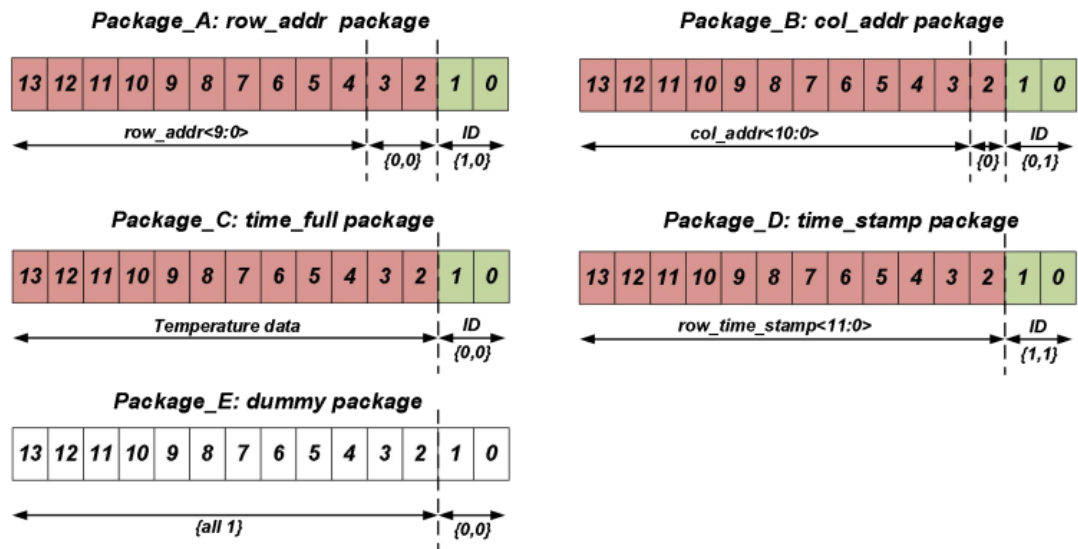 Package_A: row_addr package
13 12 11 10 9 8 7 6 5 4 3 2 1 0
row_addr<9:0>
{0,0}
ID
{1,0}
Package_B: col_addr package
13 12 11 10 9 8 7 6 5 4 3 2 1 0
col_addr<10:0>
{0}
ID
{0,1}
Package_C: time_full package
13 12 11 10 9 8 7 6 5 4 3 2 1 0
Temperature data
ID
{0,0}
Package_D: time_stamp package
13 12 11 10 9 8 7 6 5 4 3 2 1 0
row_time_stamp<11:0>
ID
{1,1}
Package_E: dummy package
13 12 11 10 9 8 7 6 5 4 3 2 1 0
{all 1}
{0,0}